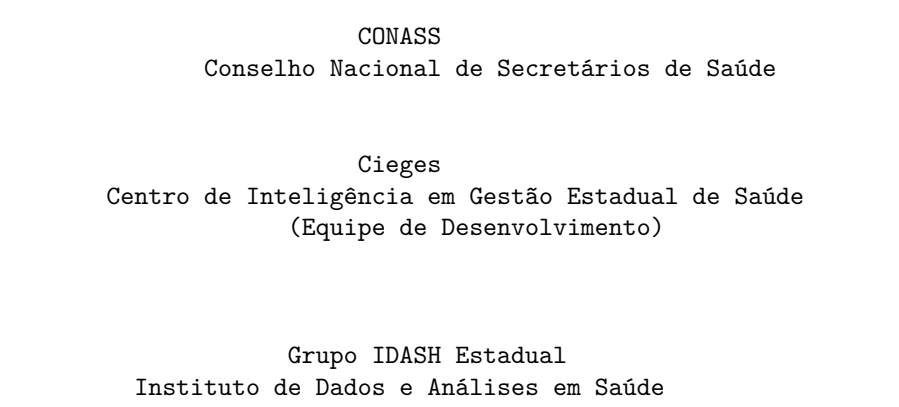 CONASS
Conselho Nacional de Secretários de Saúde
Cieges
Centro de Inteligência em Gestão Estadual de Saúde
(Equipe de Desenvolvimento)
Grupo IDASH Estadual
Instituto de Dados e Análises em Saúde